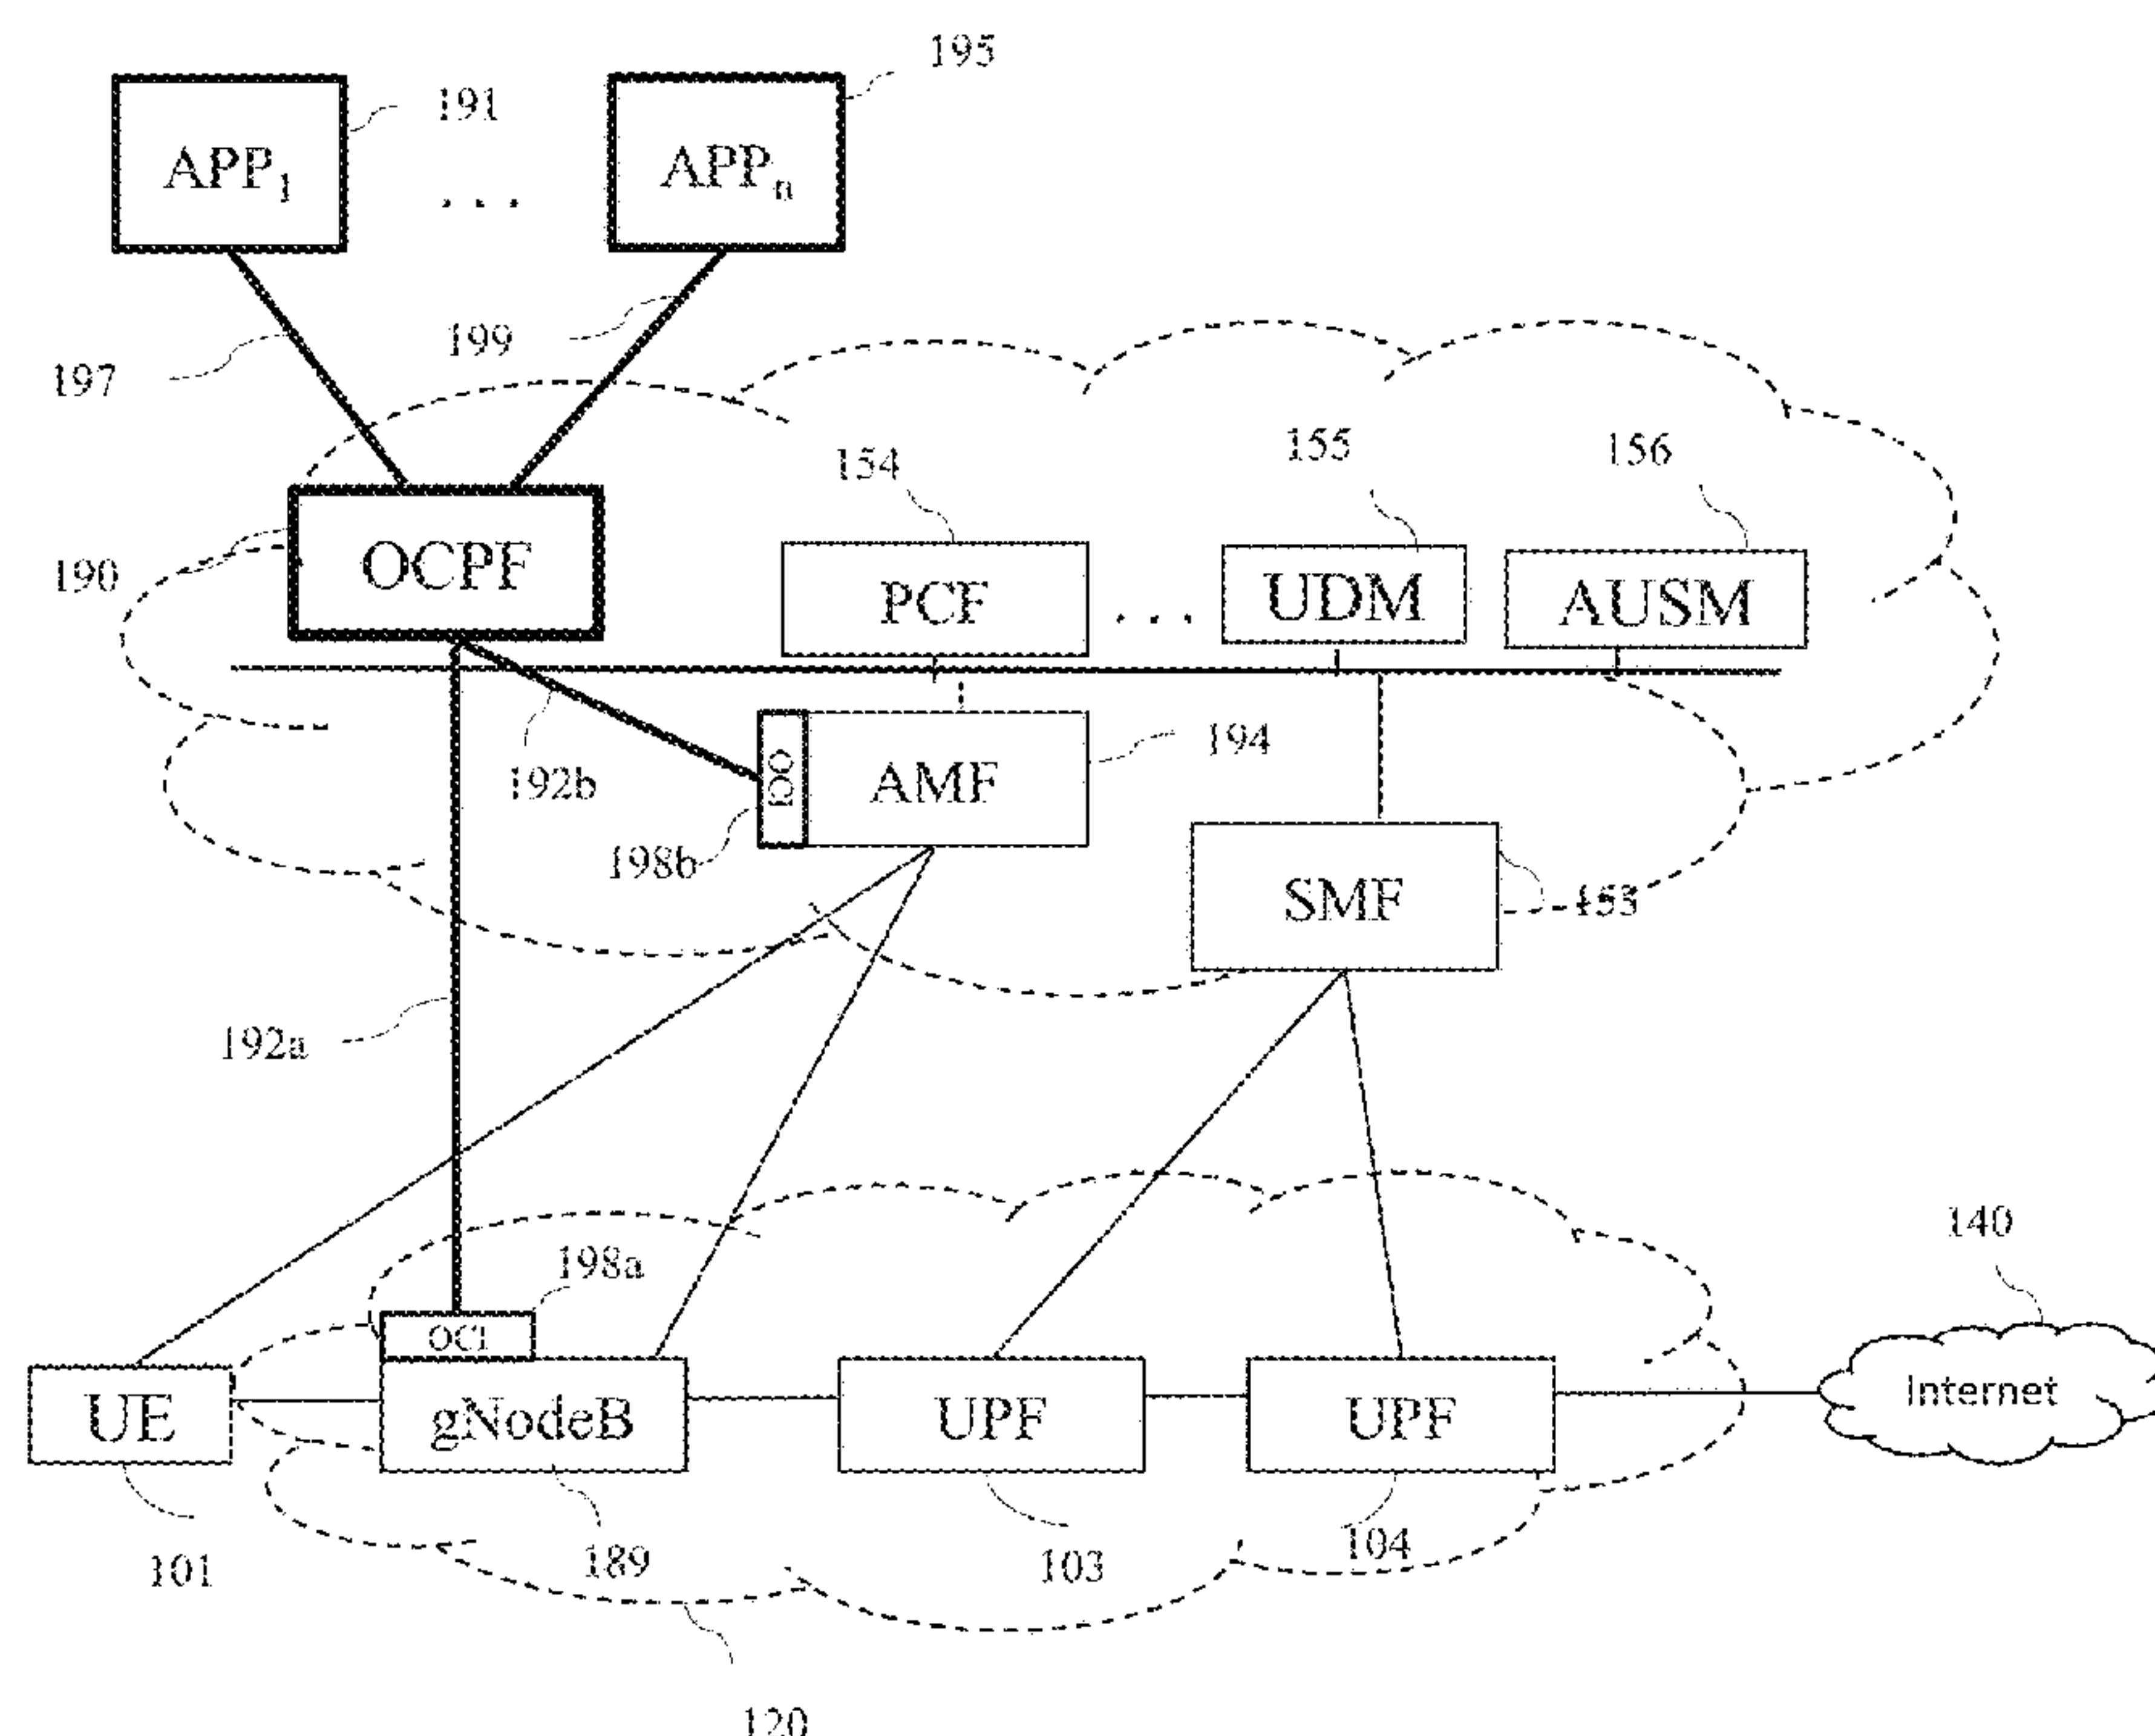 195
191
APP1
APPn
. . .
199
197
154
155
156
190
OCPF
PCF
. . .
UDM
AUSM
192b
OCI
AMF
194
198b
SMF
153
192a
140
198a
OCI
Internet
UE
gNodeB
UPF
UPF
101
189
103
104
120